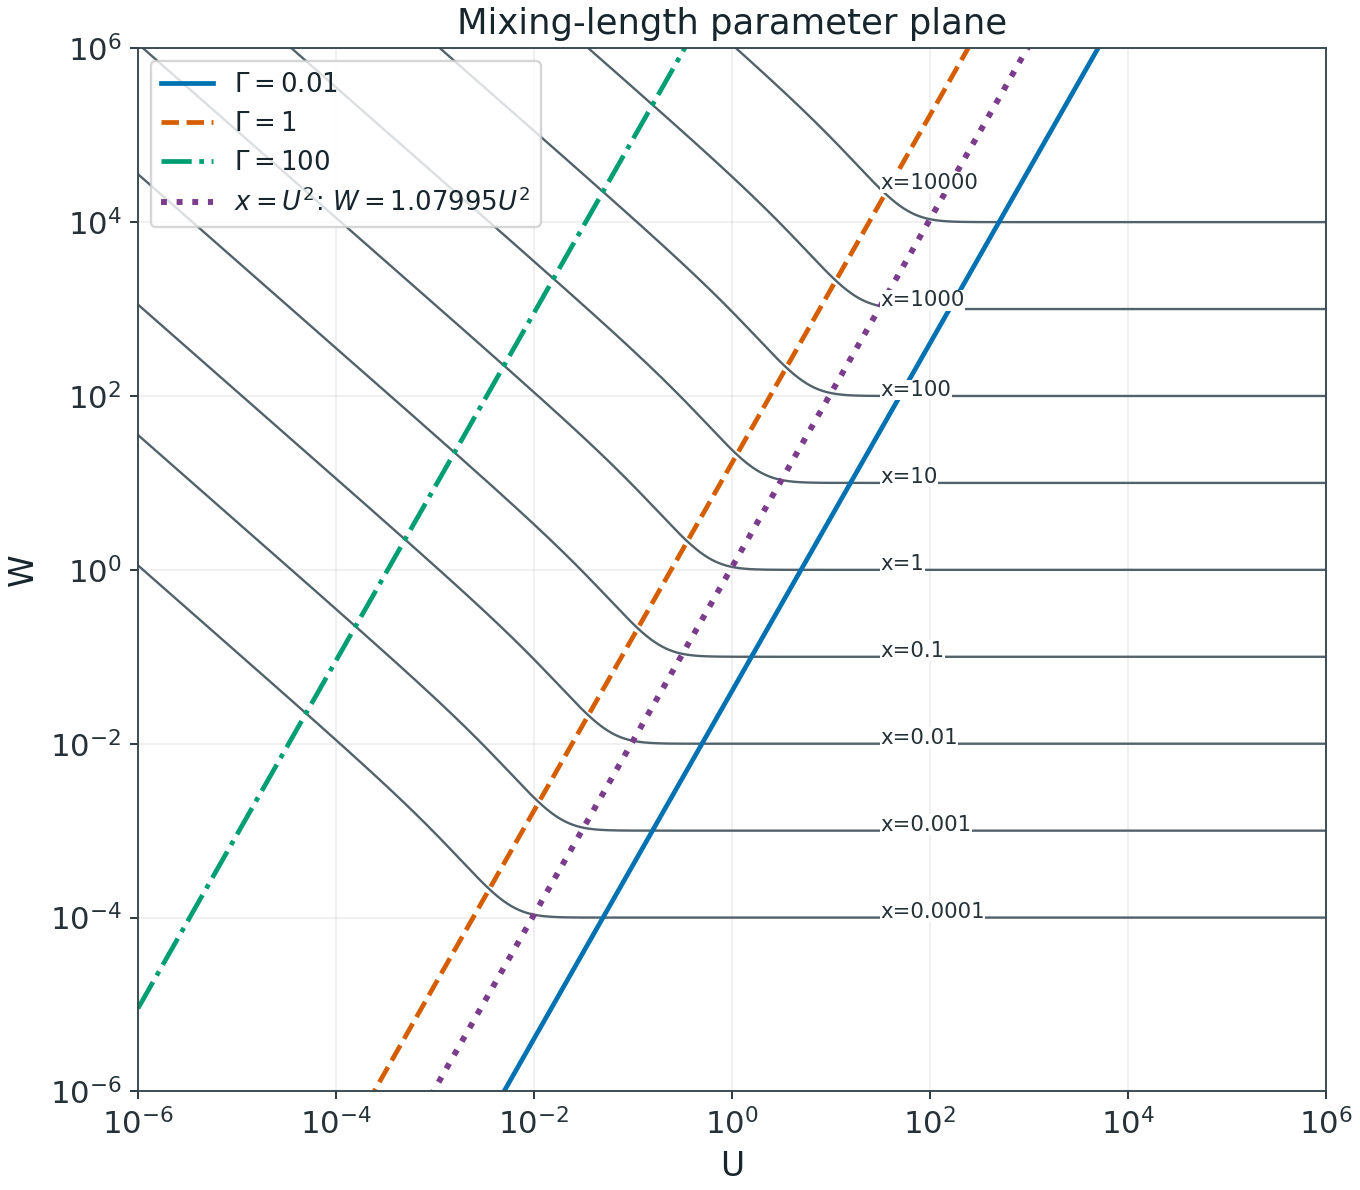 Mixing-length parameter plane
Γ = 0.01
Γ = 1
Γ = 100
x = U²: W = 1.07995U²
W
10⁶
10⁴
10²
10⁰
10⁻²
10⁻⁴
10⁻⁶
x=10000
x=1000
x=100
x=10
x=1
x=0.1
x=0.01
x=0.001
x=0.0001
10⁻⁶ 10⁻⁴ 10⁻² 10⁰ 10² 10⁴ 10⁶
U